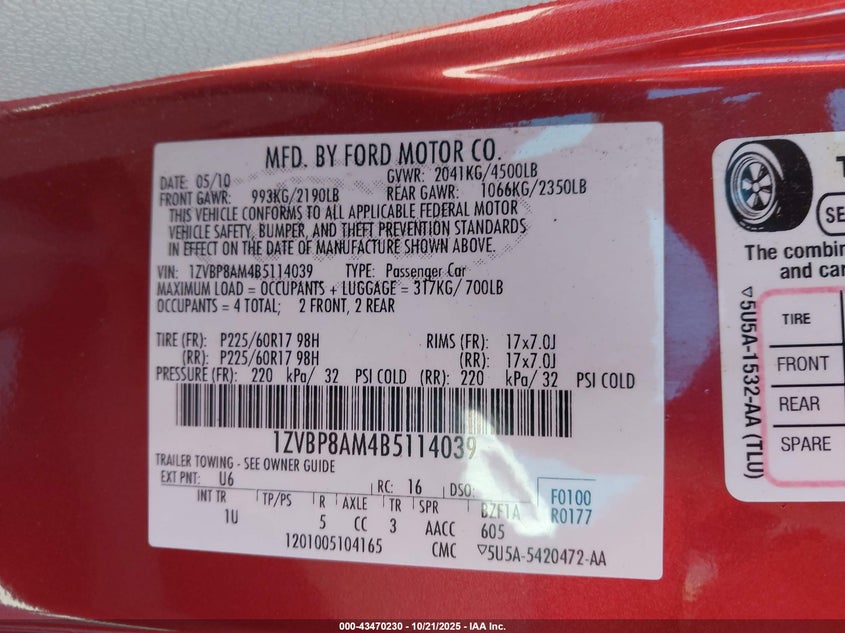 MFD. BY FORD MOTOR CO.
DATE: 05/10 GVWR: 2041KG/4500LB
FRONT GAWR: 993KG/2190LB REAR GAWR: 1066KG/2350LB
THIS VEHICLE CONFORMS TO ALL APPLICABLE FEDERAL MOTOR
VEHICLE SAFETY, BUMPER, AND THEFT PREVENTION STANDARDS
IN EFFECT ON THE DATE OF MANUFACTURE SHOWN ABOVE.
VIN: 1ZVBP8AM4B5114039 TYPE: Passenger Car
MAXIMUM LOAD = OCCUPANTS + LUGGAGE = 317KG/700LB
OCCUPANTS = 4 TOTAL; 2 FRONT, 2 REAR
TIRE (FR): P225/60R17 98H RIMS (FR): 17x7.0J
(RR): P225/60R17 98H (RR): 17x7.0J
PRESSURE (FR): 220 kPa/ 32 PSI COLD (RR): 220 kPa/ 32 PSI COLD
1ZVBP8AM4B5114039
TRAILER TOWING - SEE OWNER GUIDE
EXT PNT: U6 RC: 16 DSO: F0100
R0177
INT TR TP/PS R AXLE TR SPR BZF1A
1U 5 CC 3 AACC 605
1201005104165 CMC ▽5U5A-5420472-AA
T
SE
The combin
and car
▽5U5A-1532-AA (TLU)
TIRE
FRONT
REAR
SPARE
000-43470230 - 10/21/2025 - IAA Inc.